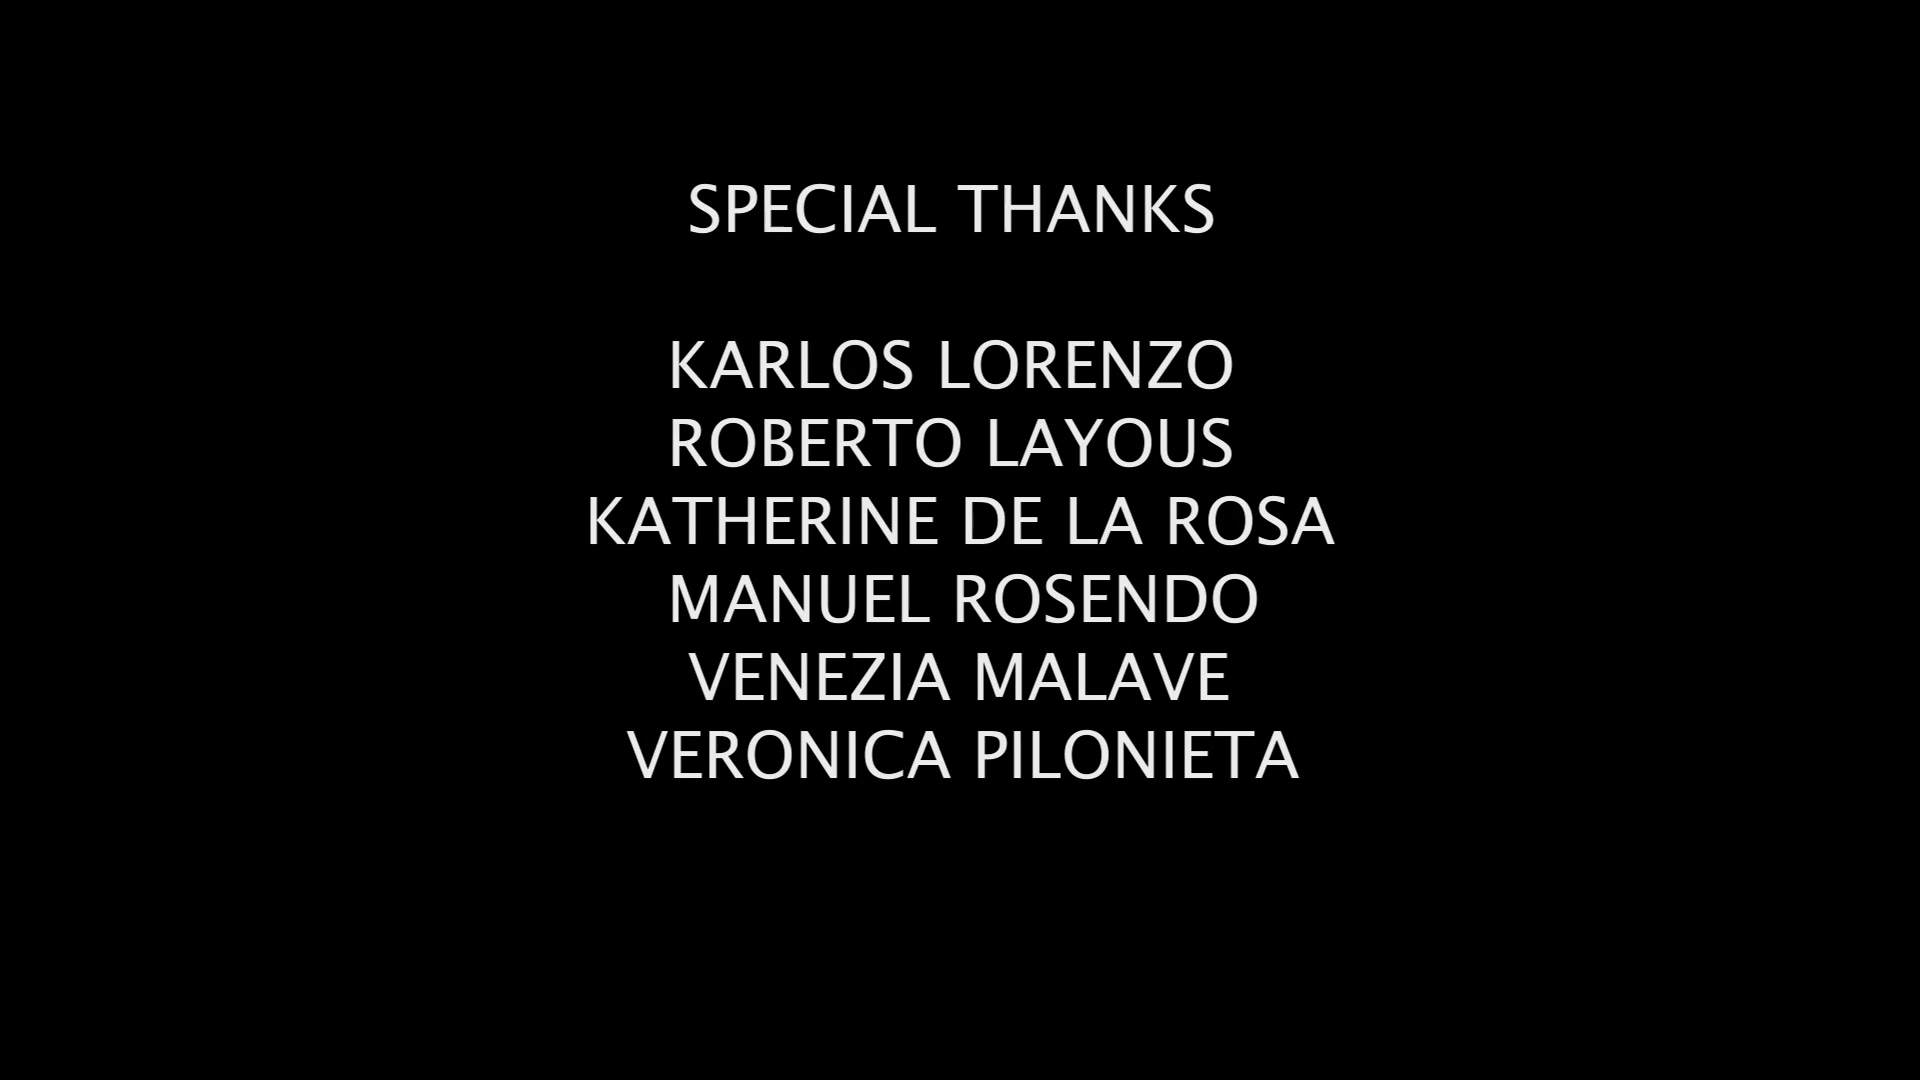 SPECIAL THANKS
KARLOS LORENZO
ROBERTO LAYOUS
KATHERINE DE LA ROSA
MANUEL ROSENDO
VENEZIA MALAVE
VERONICA PILONIETA